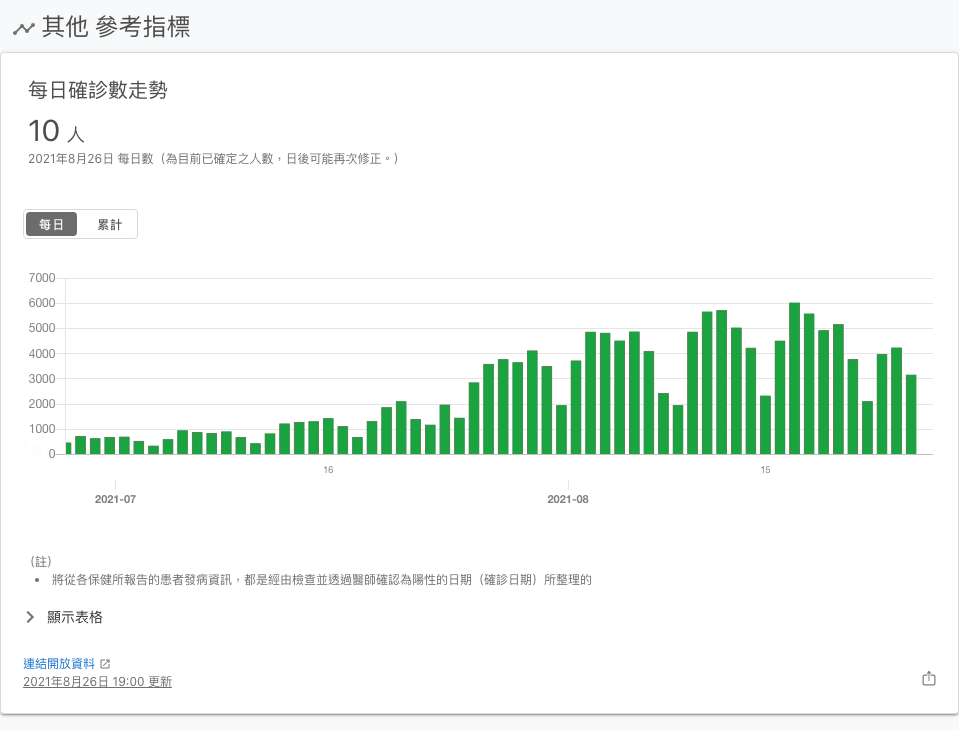 其他 參考指標
每日確診數走勢
10 人
2021年8月26日 每日數（為目前已確定之人數，日後可能再次修正。）
每日 累計
7000
6000
5000
4000
3000
2000
1000
0
16 15
2021-07 2021-08
（註）
• 將從各保健所報告的患者發病資訊，都是經由檢查並透過醫師確認為陽性的日期（確診日期）所整理的
顯示表格
連結開放資料
2021年8月26日 19:00 更新